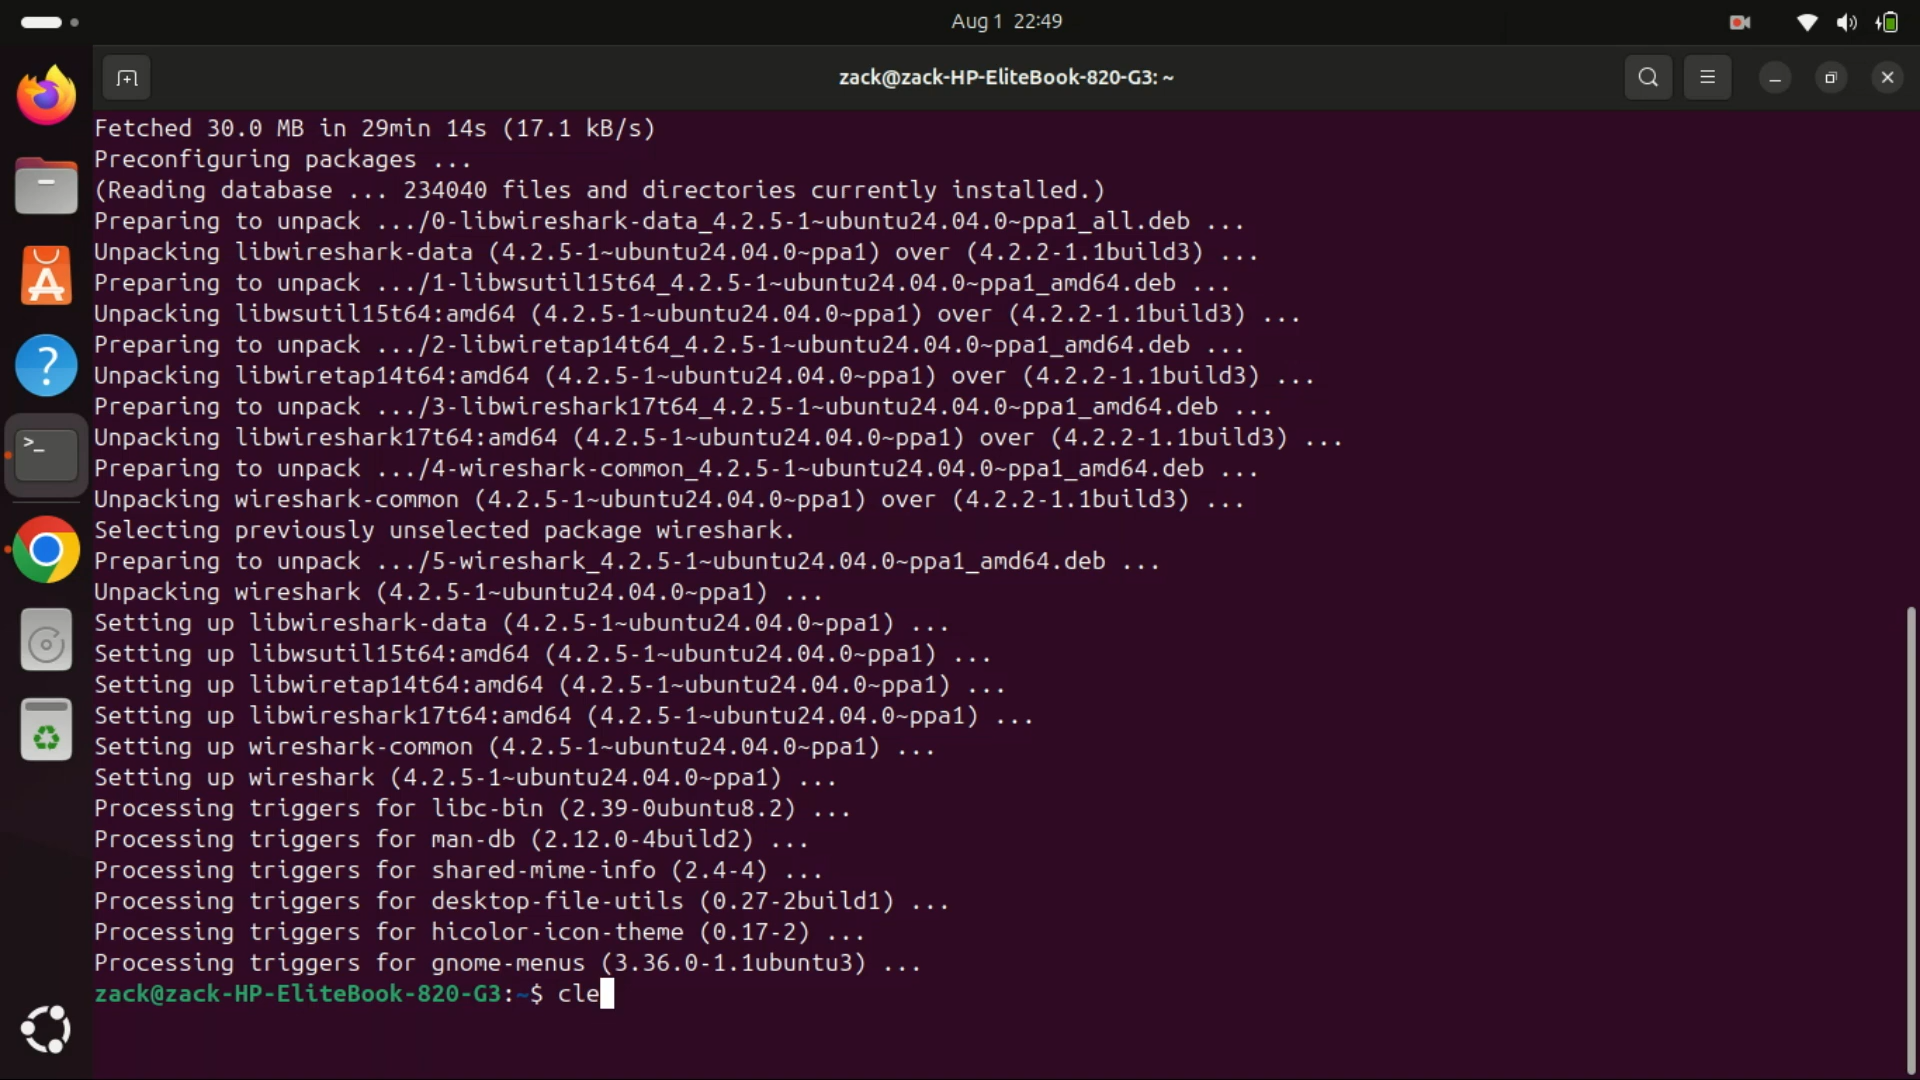 Aug 1 22:49
zack@zack-HP-EliteBook-820-G3: ~
Fetched 30.0 MB in 29min 14s (17.1 kB/s)
Preconfiguring packages ...
(Reading database ... 234040 files and directories currently installed.)
Preparing to unpack .../0-libwireshark-data_4.2.5-1~ubuntu24.04.0~ppa1_all.deb ...
Unpacking libwireshark-data (4.2.5-1~ubuntu24.04.0~ppa1) over (4.2.2-1.1build3) ...
Preparing to unpack .../1-libwsutil15t64_4.2.5-1~ubuntu24.04.0~ppa1_amd64.deb ...
Unpacking libwsutil15t64:amd64 (4.2.5-1~ubuntu24.04.0~ppa1) over (4.2.2-1.1build3) ...
Preparing to unpack .../2-libwiretap14t64_4.2.5-1~ubuntu24.04.0~ppa1_amd64.deb ...
Unpacking libwiretap14t64:amd64 (4.2.5-1~ubuntu24.04.0~ppa1) over (4.2.2-1.1build3) ...
Preparing to unpack .../3-libwireshark17t64_4.2.5-1~ubuntu24.04.0~ppa1_amd64.deb ...
Unpacking libwireshark17t64:amd64 (4.2.5-1~ubuntu24.04.0~ppa1) over (4.2.2-1.1build3) ...
Preparing to unpack .../4-wireshark-common_4.2.5-1~ubuntu24.04.0~ppa1_amd64.deb ...
Unpacking wireshark-common (4.2.5-1~ubuntu24.04.0~ppa1) over (4.2.2-1.1build3) ...
Selecting previously unselected package wireshark.
Preparing to unpack .../5-wireshark_4.2.5-1~ubuntu24.04.0~ppa1_amd64.deb ...
Unpacking wireshark (4.2.5-1~ubuntu24.04.0~ppa1) ...
Setting up libwireshark-data (4.2.5-1~ubuntu24.04.0~ppa1) ...
Setting up libwsutil15t64:amd64 (4.2.5-1~ubuntu24.04.0~ppa1) ...
Setting up libwiretap14t64:amd64 (4.2.5-1~ubuntu24.04.0~ppa1) ...
Setting up libwireshark17t64:amd64 (4.2.5-1~ubuntu24.04.0~ppa1) ...
Setting up wireshark-common (4.2.5-1~ubuntu24.04.0~ppa1) ...
Setting up wireshark (4.2.5-1~ubuntu24.04.0~ppa1) ...
Processing triggers for libc-bin (2.39-0ubuntu8.2) ...
Processing triggers for man-db (2.12.0-4build2) ...
Processing triggers for shared-mime-info (2.4-4) ...
Processing triggers for desktop-file-utils (0.27-2build1) ...
Processing triggers for hicolor-icon-theme (0.17-2) ...
Processing triggers for gnome-menus (3.36.0-1.1ubuntu3) ...
zack@zack-HP-EliteBook-820-G3:~$ cle